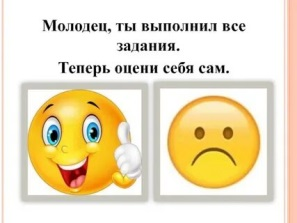 Молодец, ты выполнил все
задания.
Теперь оцени себя сам.